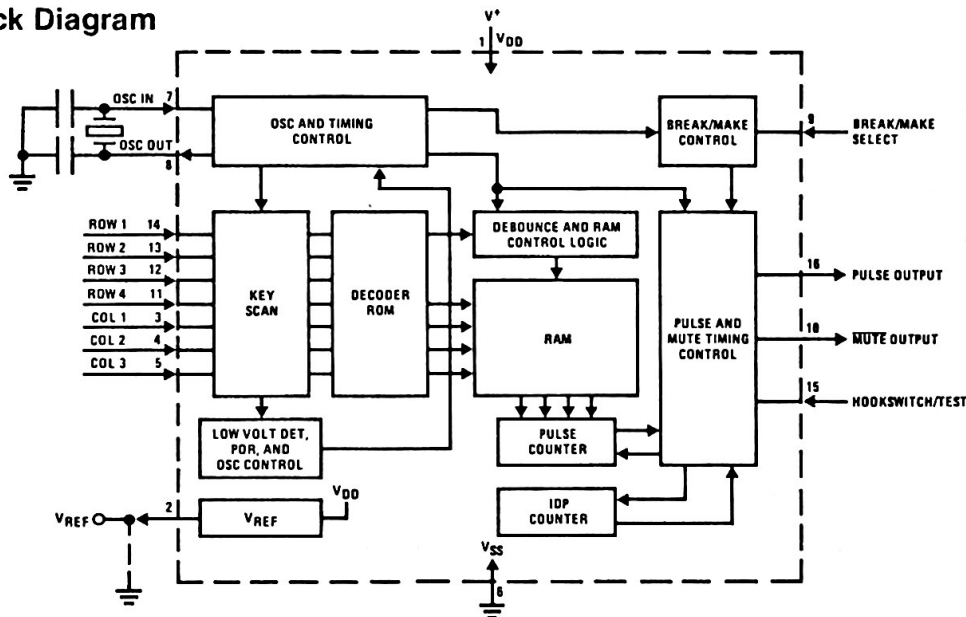 ck Diagram
V+
1 VDD
OSC IN 7
OSC OUT
8
OSC AND TIMING
CONTROL
BREAK/MAKE
CONTROL
9
BREAK/MAKE
SELECT
ROW 1 14
ROW 2 13
ROW 3 12
ROW 4 11
COL 1 3
COL 2 4
COL 3 5
KEY
SCAN
DECODER
ROM
DEBOUNCE AND RAM
CONTROL LOGIC
RAM
PULSE AND
MUTE TIMING
CONTROL
16
PULSE OUTPUT
10
MUTE OUTPUT
15
HOOKSWITCH/TEST
LOW VOLT DET,
POR, AND
OSC CONTROL
PULSE
COUNTER
VREF
2
VREF
VDD
IDP
COUNTER
VSS
6